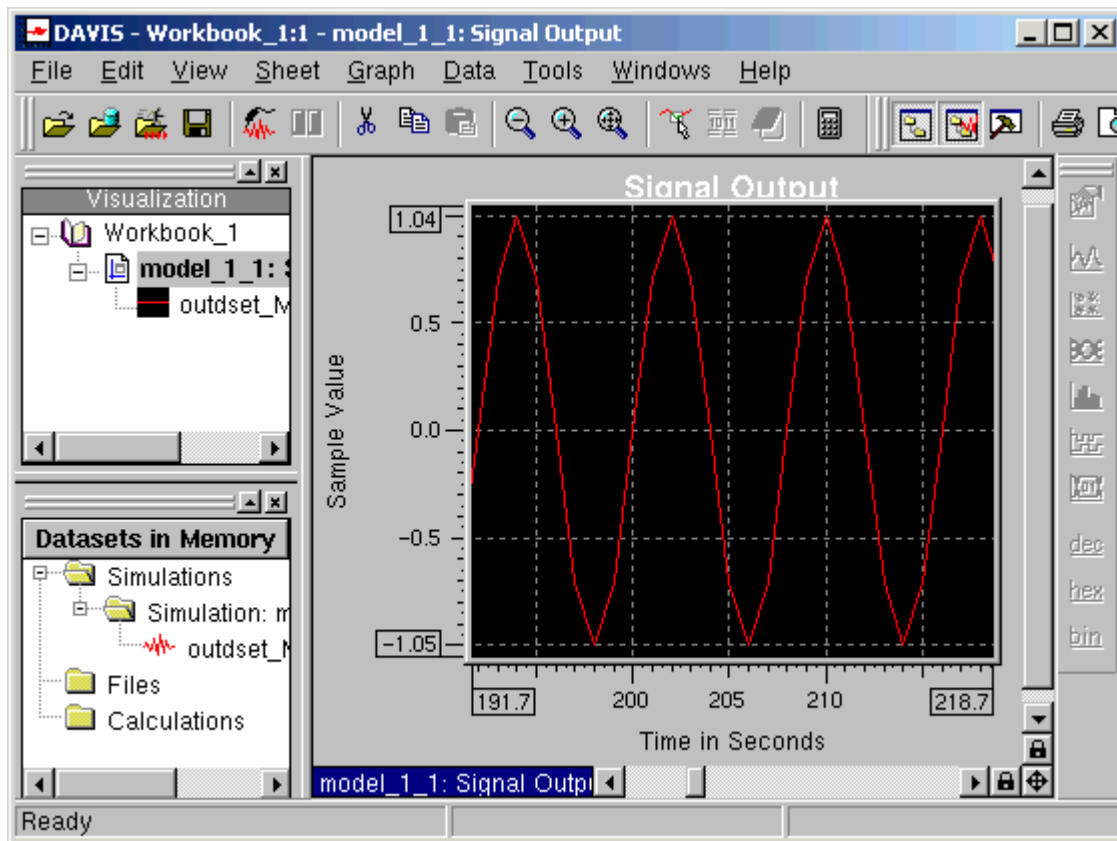 DAVIS - Workbook_1:1 - model_1_1: Signal Output
File Edit View Sheet Graph Data Tools Windows Help
Visualization
Workbook_1
model_1_1: S
outdset_M
Datasets in Memory
Simulations
Simulation: m
outdset_M
Files
Calculations
Signal Output
1.04
0.5
0.0
-0.5
-1.05
Sample Value
191.7 200 205 210 218.7
Time in Seconds
model_1_1: Signal Outpu
dec
hex
bin
Ready